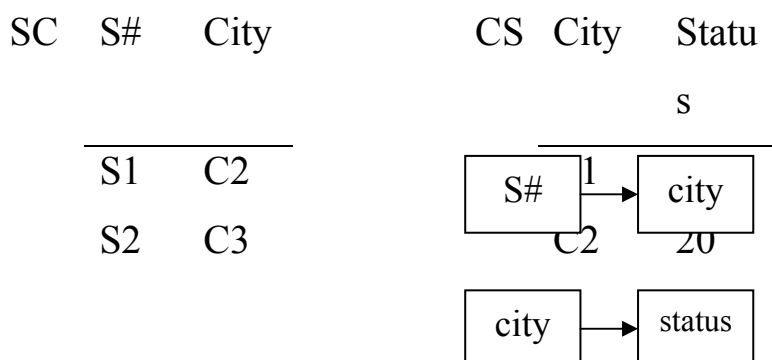 SC S# City CS City Statu
s
S1 C2
S# city
S2 C3 C2 20
city status